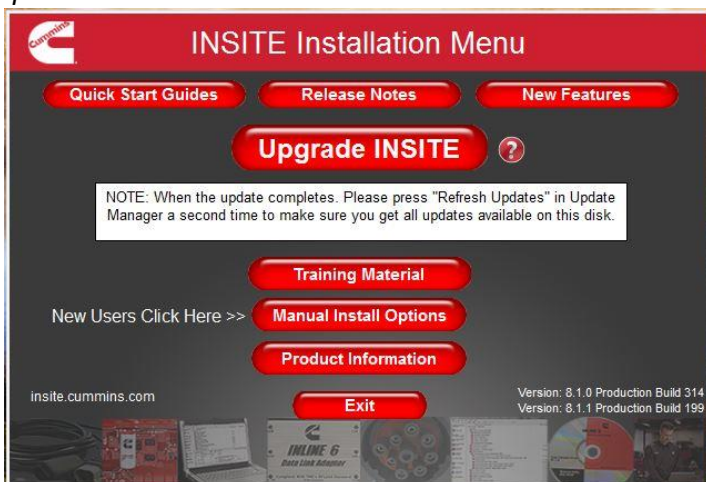 Cummins
INSITE Installation Menu
Quick Start Guides
Release Notes
New Features
Upgrade INSITE
?
NOTE: When the update completes. Please press "Refresh Updates" in Update
Manager a second time to make sure you get all updates available on this disk.
Training Material
New Users Click Here >>
Manual Install Options
Product Information
insite.cummins.com
Exit
Version: 8.1.0 Production Build 314
Version: 8.1.1 Production Build 199
INLINE 6
Data Link Adapter